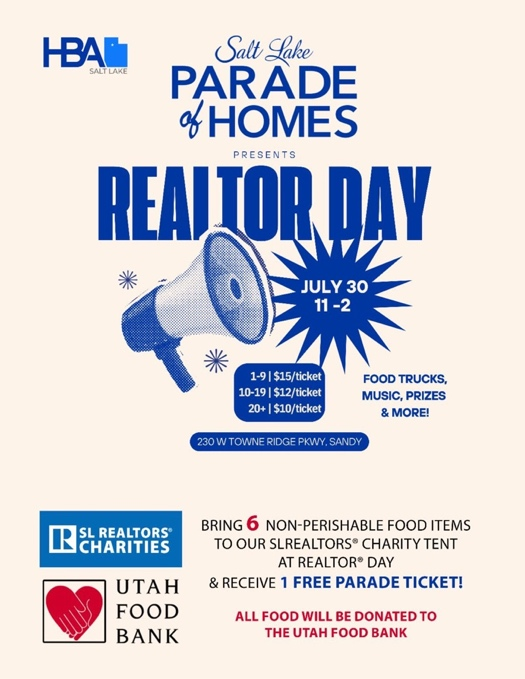 HBA
SALT LAKE
Salt Lake
PARADE
of HOMES
PRESENTS
REALTOR DAY
JULY 30
11 -2
1-9 | $15/ticket
10-19 | $12/ticket
20+ | $10/ticket
FOOD TRUCKS,
MUSIC, PRIZES
& MORE!
230 W TOWNE RIDGE PKWY, SANDY
R SL REALTORS®
CHARITIES
UTAH
FOOD
BANK
BRING 6 NON-PERISHABLE FOOD ITEMS
TO OUR SLREALTORS® CHARITY TENT
AT REALTOR® DAY
& RECEIVE 1 FREE PARADE TICKET!
ALL FOOD WILL BE DONATED TO
THE UTAH FOOD BANK